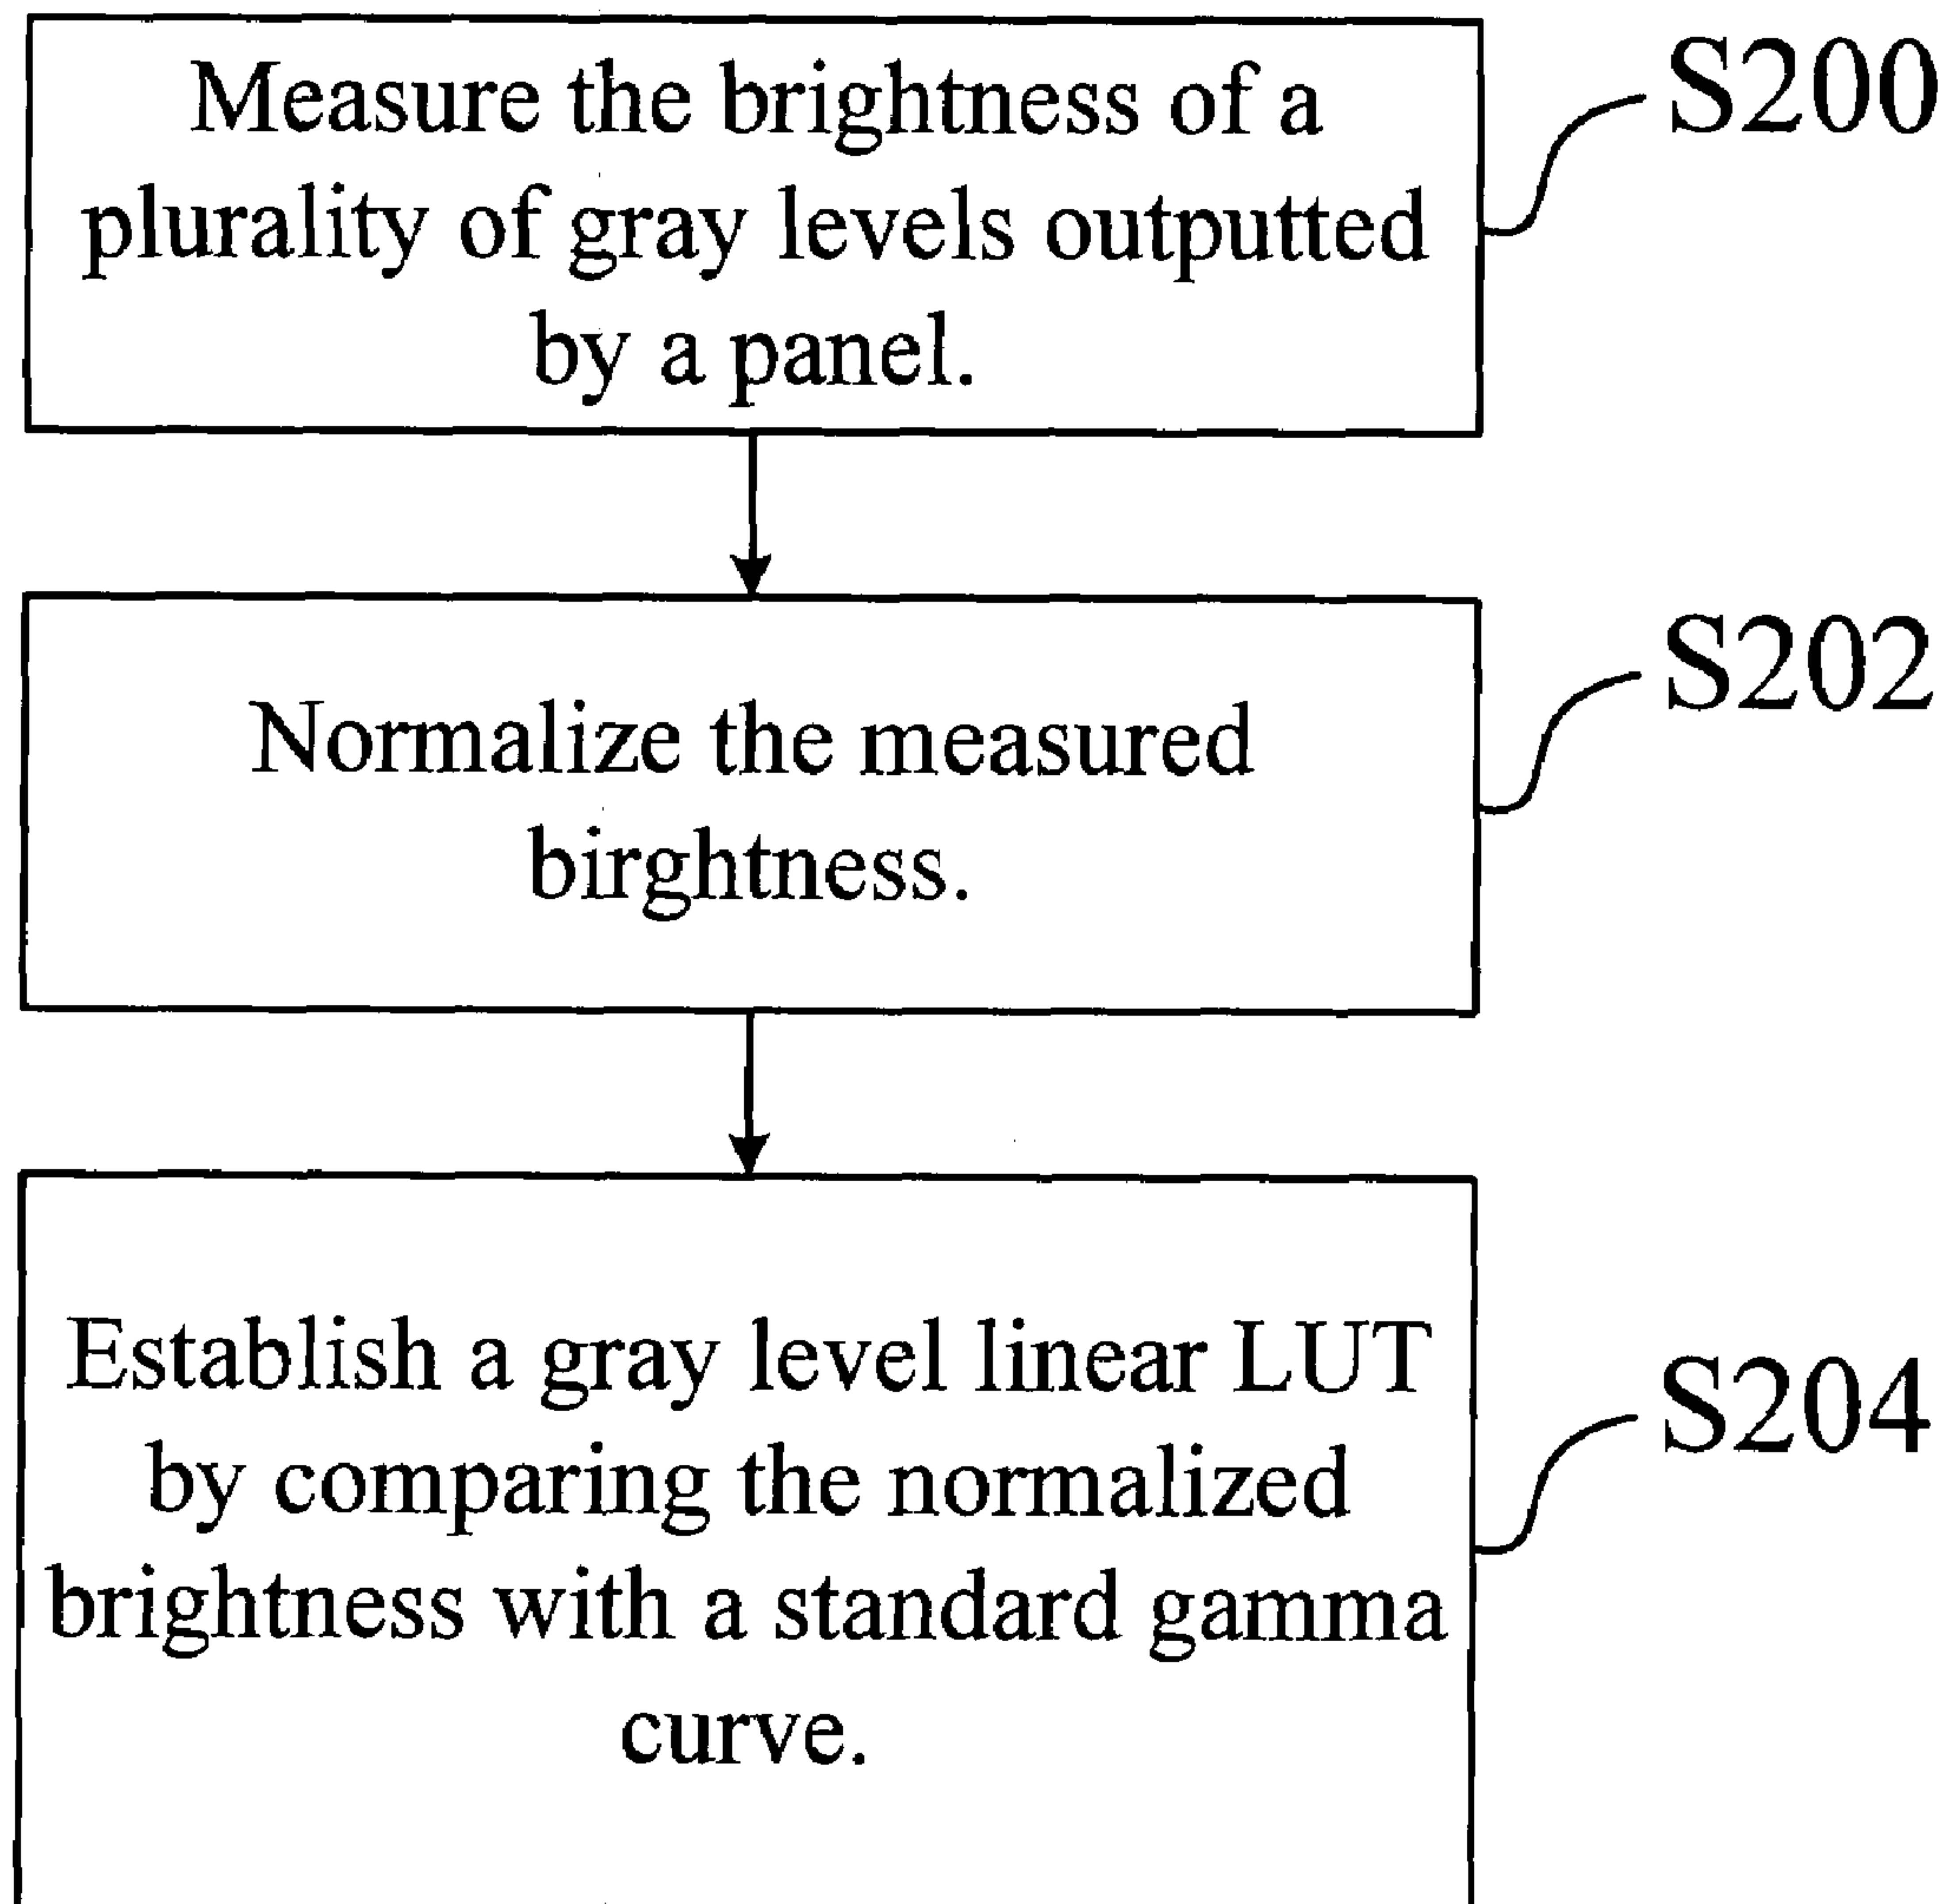 Measure the brightness of a
plurality of gray levels outputted
by a panel.
S200
Normalize the measured
birghtness.
S202
Establish a gray level linear LUT
by comparing the normalized
brightness with a standard gamma
curve.
S204